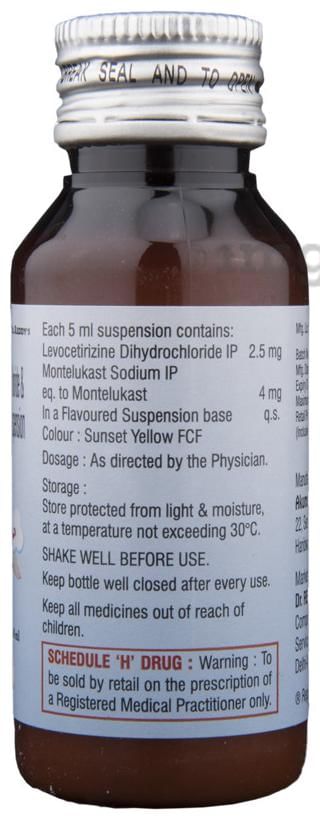 BREAK SEAL AND TO OPEN
Each 5 ml suspension contains:
Levocetirizine Dihydrochloride IP 2.5 mg
Montelukast Sodium IP
eq. to Montelukast 4 mg
In a Flavoured Suspension base q.s.
Colour : Sunset Yellow FCF
Dosage : As directed by the Physician.
Storage :
Store protected from light & moisture,
at a temperature not exceeding 30°C.
SHAKE WELL BEFORE USE.
Keep bottle well closed after every use.
Keep all medicines out of reach of
children.
SCHEDULE 'H' DRUG : Warning : To
be sold by retail on the prescription of
a Registered Medical Practitioner only.